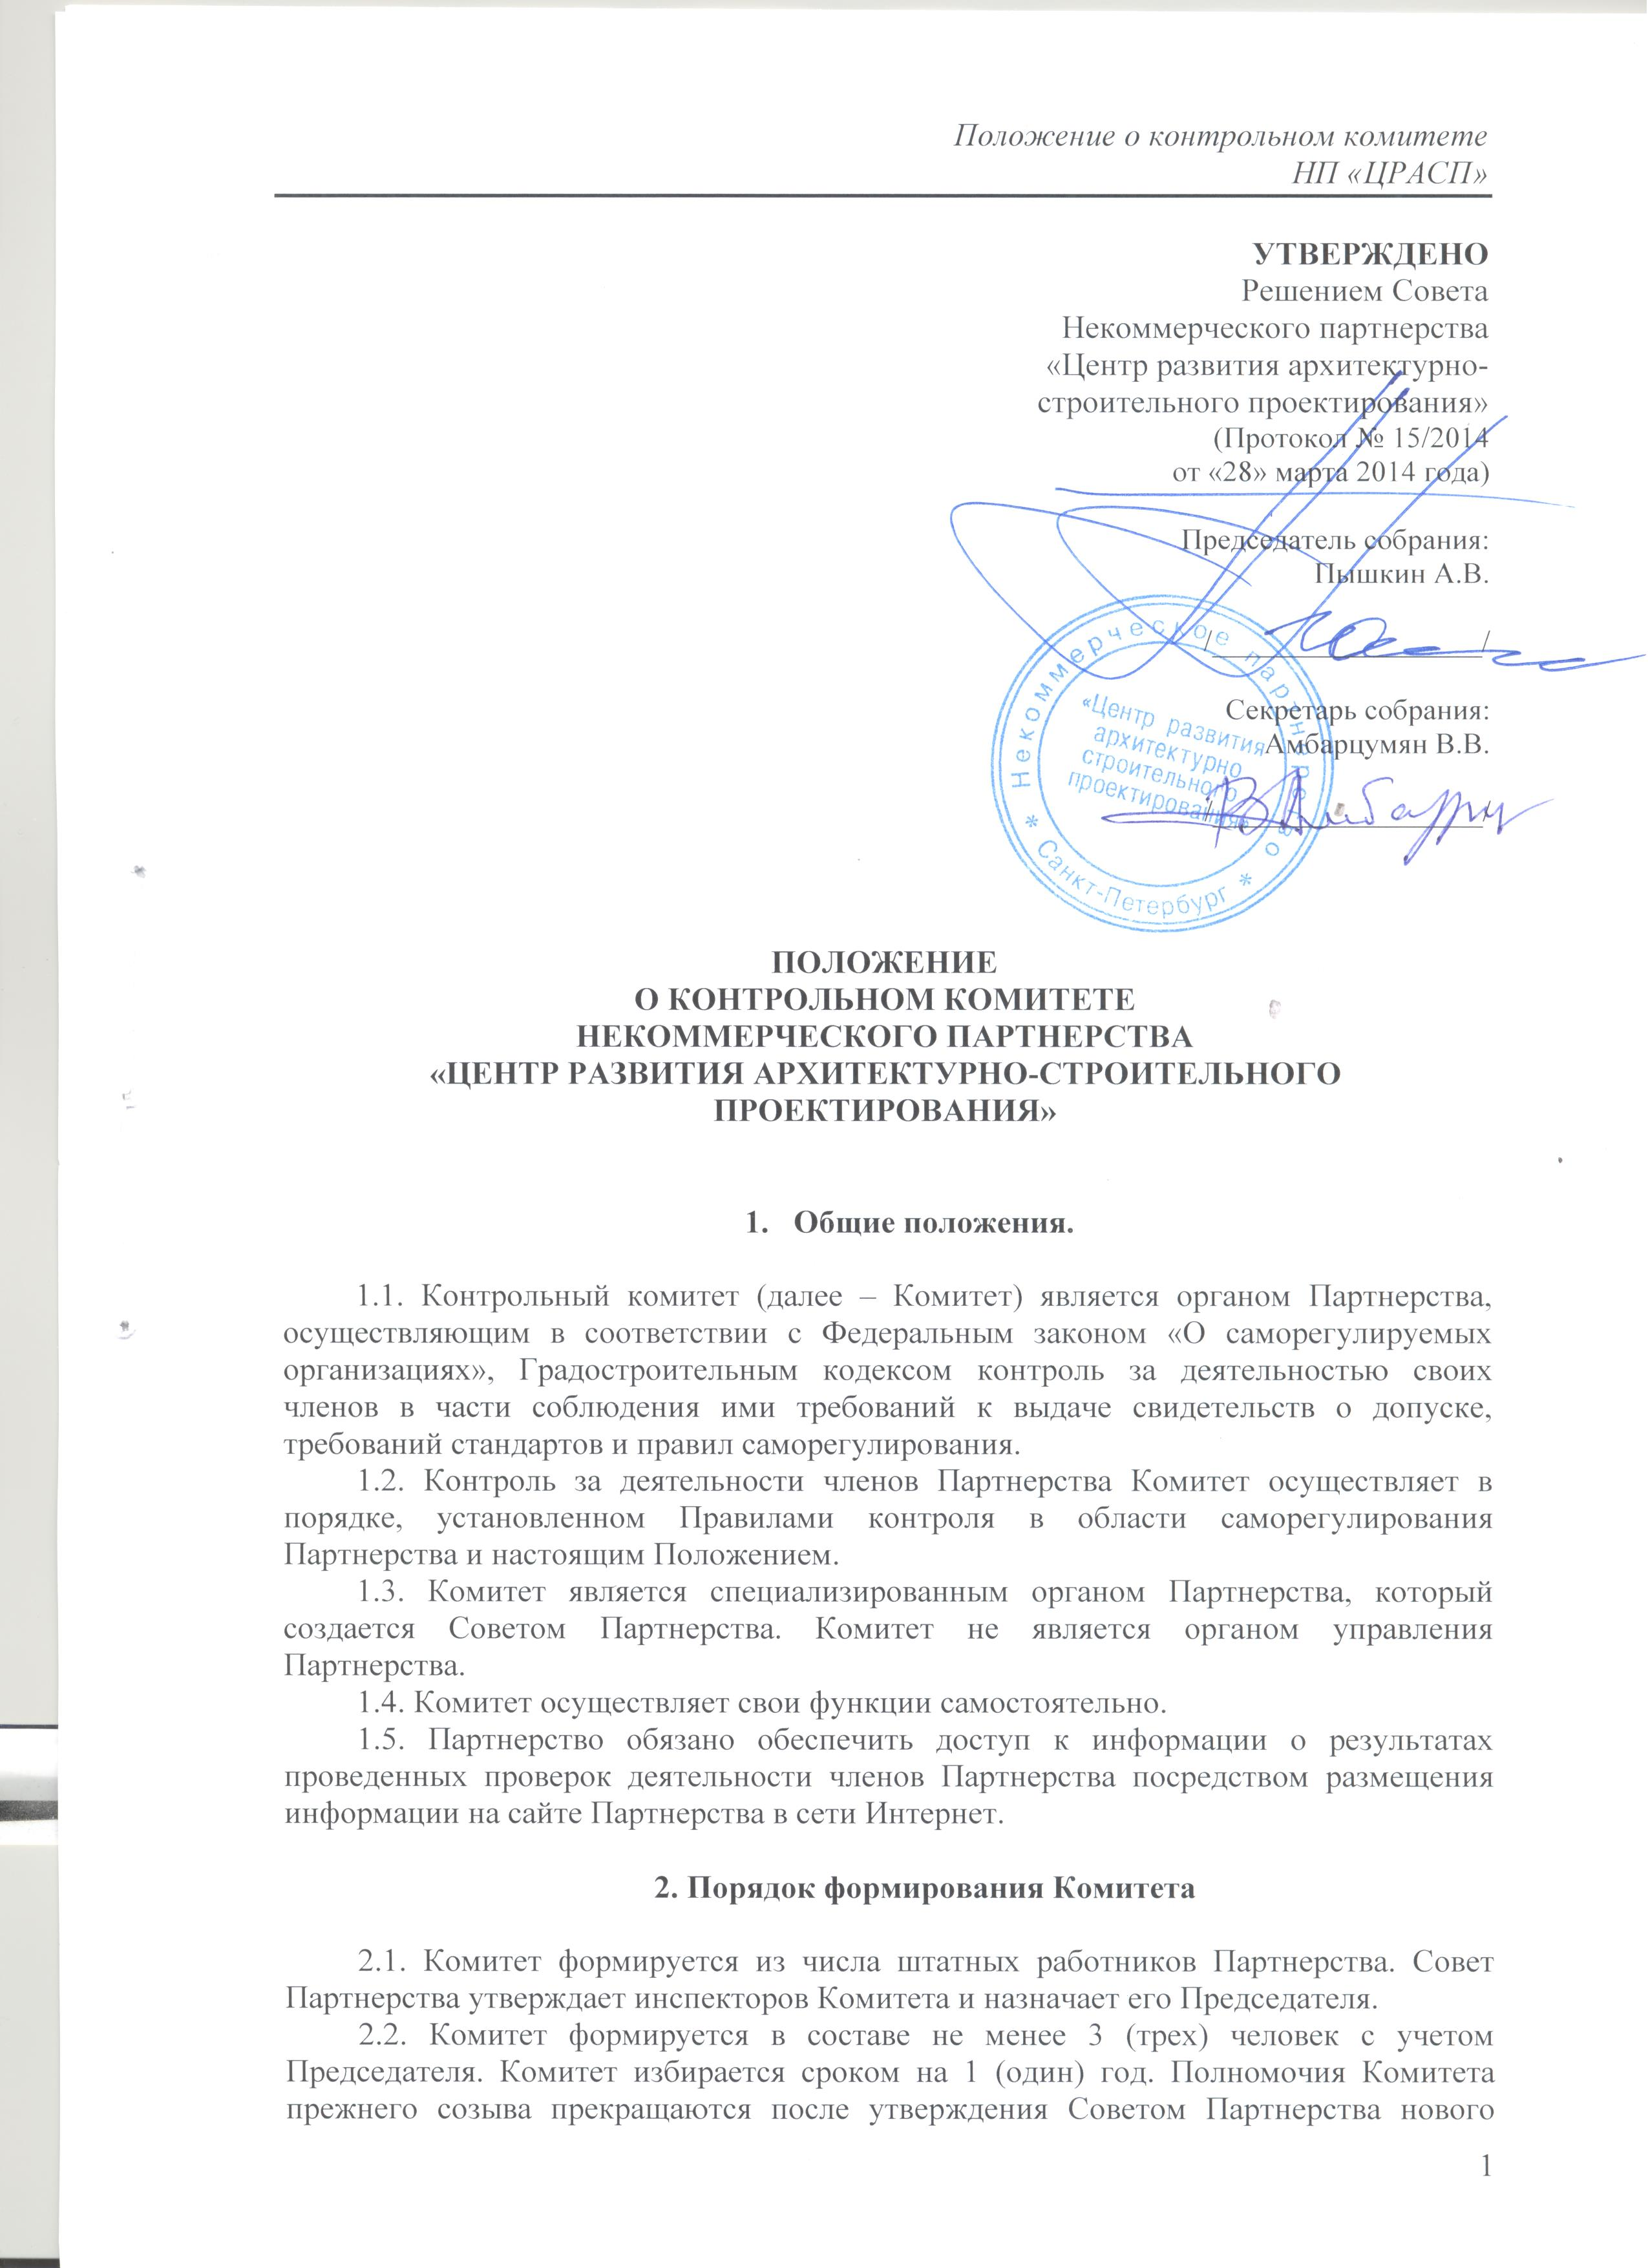 Положение о контрольном комитете
НП «ЦРАСП»
УТВЕРЖДЕНО
Решением Совета
Некоммерческого партнерства
«Центр развития архитектурно-
строительного проектирования»
(Протокол № 15/2014
от «28» марта 2014 года)
Председатель собрания:
Пышкин А.В.
/ /
Секретарь собрания:
Амбарцумян В.В.
/ /
Некоммерческое партнерство
* Санкт-Петербург *
«Центр развития
архитектурно
строительного
проектирования»
ПОЛОЖЕНИЕ
О КОНТРОЛЬНОМ КОМИТЕТЕ
НЕКОММЕРЧЕСКОГО ПАРТНЕРСТВА
«ЦЕНТР РАЗВИТИЯ АРХИТЕКТУРНО-СТРОИТЕЛЬНОГО
ПРОЕКТИРОВАНИЯ»
1. Общие положения.
1.1. Контрольный комитет (далее – Комитет) является органом Партнерства,
осуществляющим в соответствии с Федеральным законом «О саморегулируемых
организациях», Градостроительным кодексом контроль за деятельностью своих
членов в части соблюдения ими требований к выдаче свидетельств о допуске,
требований стандартов и правил саморегулирования.
1.2. Контроль за деятельности членов Партнерства Комитет осуществляет в
порядке, установленном Правилами контроля в области саморегулирования
Партнерства и настоящим Положением.
1.3. Комитет является специализированным органом Партнерства, который
создается Советом Партнерства. Комитет не является органом управления
Партнерства.
1.4. Комитет осуществляет свои функции самостоятельно.
1.5. Партнерство обязано обеспечить доступ к информации о результатах
проведенных проверок деятельности членов Партнерства посредством размещения
информации на сайте Партнерства в сети Интернет.
2. Порядок формирования Комитета
2.1. Комитет формируется из числа штатных работников Партнерства. Совет
Партнерства утверждает инспекторов Комитета и назначает его Председателя.
2.2. Комитет формируется в составе не менее 3 (трех) человек с учетом
Председателя. Комитет избирается сроком на 1 (один) год. Полномочия Комитета
прежнего созыва прекращаются после утверждения Советом Партнерства нового
1